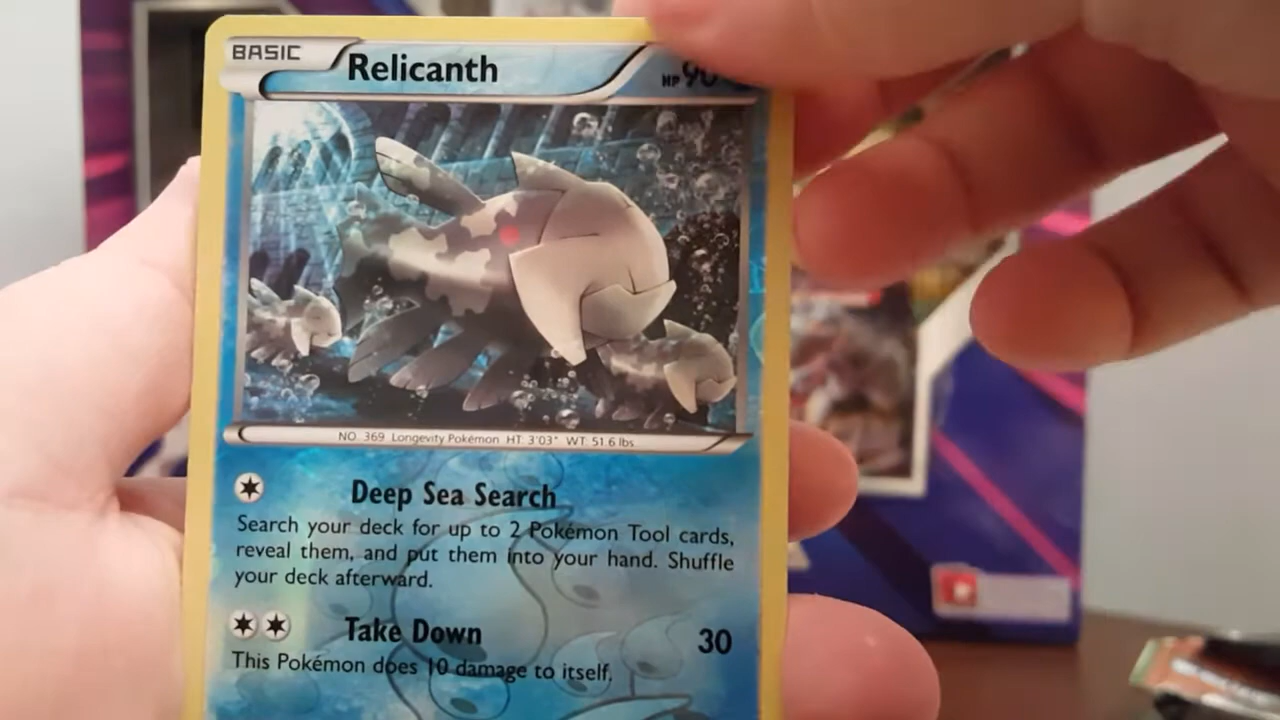 BASIC
Relicanth
HP 90
NO. 369 Longevity Pokémon HT: 3'03" WT: 51.6 lbs
Deep Sea Search
Search your deck for up to 2 Pokémon Tool cards,
reveal them, and put them into your hand. Shuffle
your deck afterward.
Take Down 30
This Pokémon does 10 damage to itself.